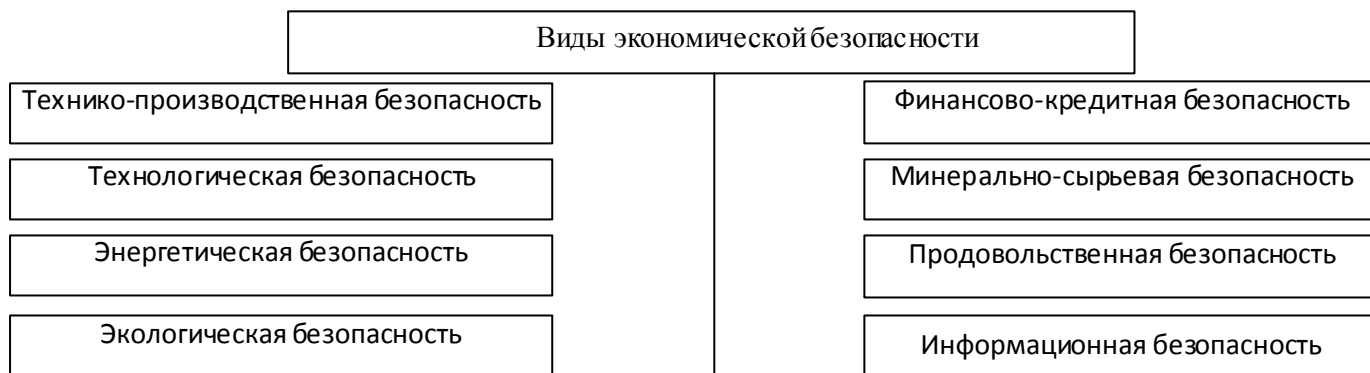 Виды экономической безопасности
Технико-производственная безопасность
Финансово-кредитная безопасность
Технологическая безопасность
Минерально-сырьевая безопасность
Энергетическая безопасность
Продовольственная безопасность
Экологическая безопасность
Информационная безопасность